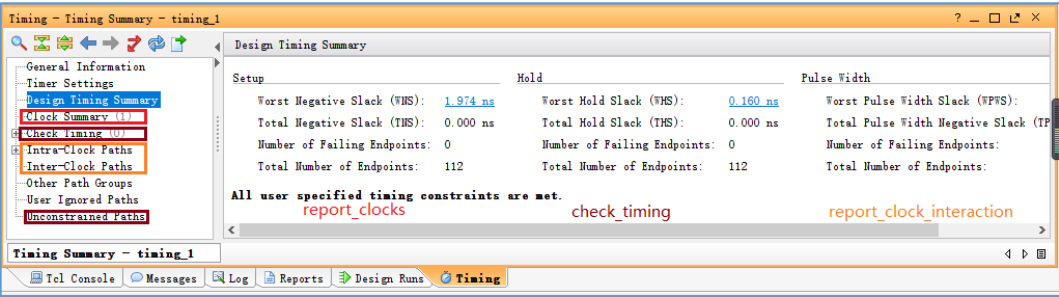 Timing - Timing Summary - timing_1
General Information
Timer Settings
Design Timing Summary
Clock Summary (1)
Check Timing (0)
Intra-Clock Paths
Inter-Clock Paths
Other Path Groups
User Ignored Paths
Unconstrained Paths
Design Timing Summary
Setup Hold Pulse Width
Worst Negative Slack (WNS): 1.974 ns Worst Hold Slack (WHS): 0.160 ns Worst Pulse Width Slack (WPWS):
Total Negative Slack (TNS): 0.000 ns Total Hold Slack (THS): 0.000 ns Total Pulse Width Negative Slack (TP
Number of Failing Endpoints: 0 Number of Failing Endpoints: 0 Number of Failing Endpoints:
Total Number of Endpoints: 112 Total Number of Endpoints: 112 Total Number of Endpoints:
All user specified timing constraints are met.
report_clocks check_timing report_clock_interaction
Timing Summary - timing_1
Tcl Console Messages Log Reports Design Runs Timing